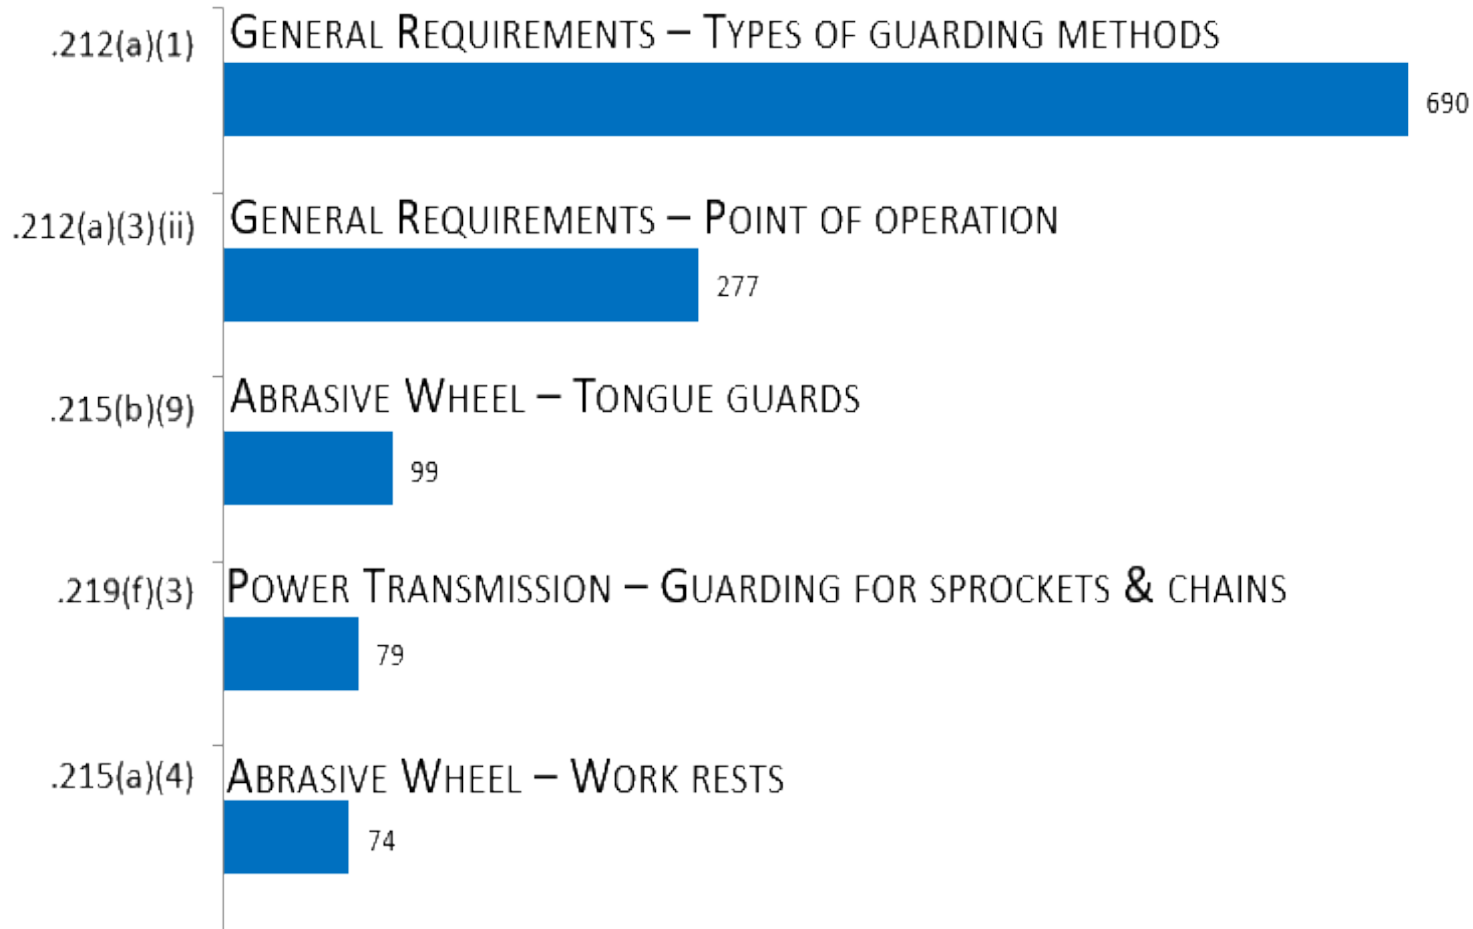 .212(a)(1)
GENERAL REQUIREMENTS – TYPES OF GUARDING METHODS
690
.212(a)(3)(ii)
GENERAL REQUIREMENTS – POINT OF OPERATION
277
.215(b)(9)
ABRASIVE WHEEL – TONGUE GUARDS
99
.219(f)(3)
POWER TRANSMISSION – GUARDING FOR SPROCKETS & CHAINS
79
.215(a)(4)
ABRASIVE WHEEL – WORK RESTS
74